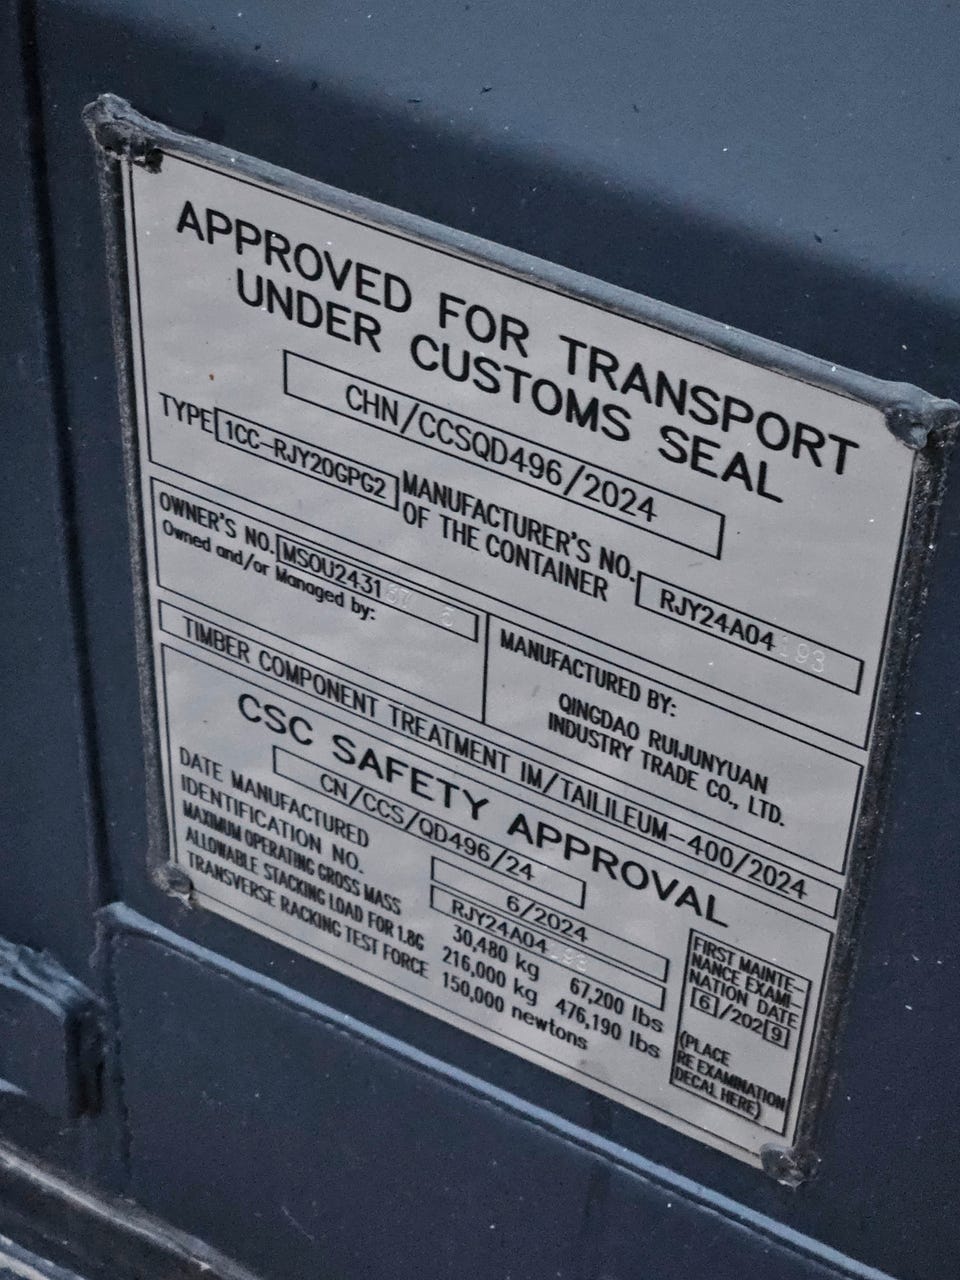 APPROVED FOR TRANSPORT
UNDER CUSTOMS SEAL
CHN/CCSQD496/2024
TYPE 1CC-RJY20GPG2
MANUFACTURER'S NO.
OF THE CONTAINER
RJY24A04193
OWNER'S NO. MSOU2431
Owned and/or Managed by:
MANUFACTURED BY:
QINGDAO RUIJUNYUAN
INDUSTRY TRADE CO., LTD.
TIMBER COMPONENT TREATMENT IM/TAILILEUM-400/2024
CSC SAFETY APPROVAL
CN/CCS/QD496/24
DATE MANUFACTURED 6/2024
IDENTIFICATION NO. RJY24A04193
MAXIMUM OPERATING GROSS MASS 30,480 kg 67,200 lbs
ALLOWABLE STACKING LOAD FOR 1.8G 216,000 kg 476,190 lbs
TRANSVERSE RACKING TEST FORCE 150,000 newtons
FIRST MAINTE-
NANCE EXAMI-
NATION DATE
6/2029
(PLACE
RE EXAMINATION
DECAL HERE)